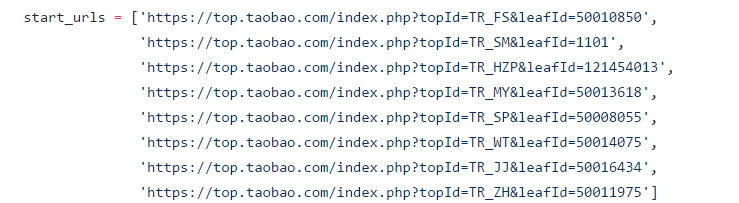 start_urls = ['https://top.taobao.com/index.php?topId=TR_FS&leafId=50010850',
'https://top.taobao.com/index.php?topId=TR_SM&leafId=1101',
'https://top.taobao.com/index.php?topId=TR_HZP&leafId=121454013',
'https://top.taobao.com/index.php?topId=TR_MY&leafId=50013618',
'https://top.taobao.com/index.php?topId=TR_SP&leafId=50008055',
'https://top.taobao.com/index.php?topId=TR_WT&leafId=50014075',
'https://top.taobao.com/index.php?topId=TR_JJ&leafId=50016434',
'https://top.taobao.com/index.php?topId=TR_ZH&leafId=50011975']